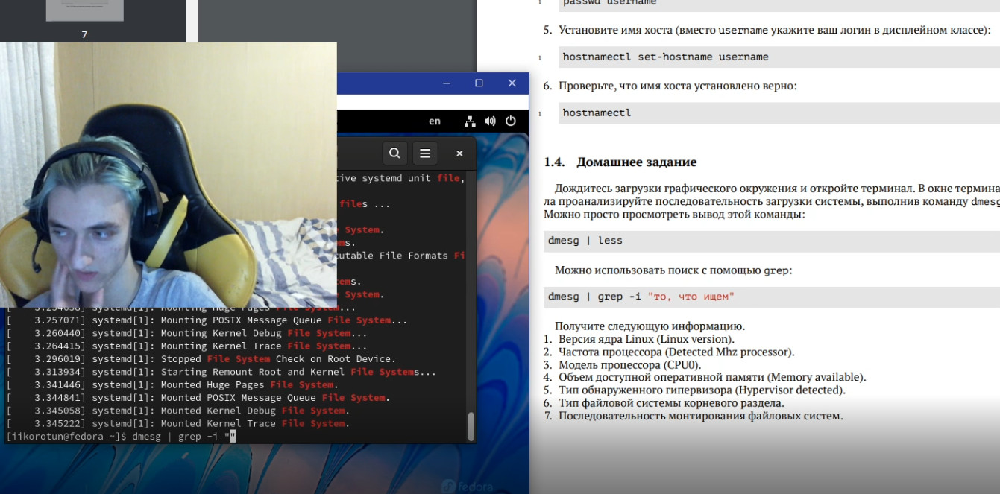 7
en
tive systemd unit file,
files ...
System.
ms.
cutable File Formats Fi
ems.
System.
[ 3.254038] systemd[1]: Mounting Huge Pages File System...
[ 3.257071] systemd[1]: Mounting POSIX Message Queue File System...
[ 3.260440] systemd[1]: Mounting Kernel Debug File System...
[ 3.264415] systemd[1]: Mounting Kernel Trace File System...
[ 3.296019] systemd[1]: Stopped File System Check on Root Device.
[ 3.313934] systemd[1]: Starting Remount Root and Kernel File Systems...
[ 3.341446] systemd[1]: Mounted Huge Pages File System.
[ 3.344841] systemd[1]: Mounted POSIX Message Queue File System.
[ 3.345058] systemd[1]: Mounted Kernel Debug File System.
[ 3.345222] systemd[1]: Mounted Kernel Trace File System.
[iikorotun@fedora ~]$ dmesg | grep -i ""
fedora
1 passwd username
5. Установите имя хоста (вместо username укажите ваш логин в дисплейном классе):
1 hostnamectl set-hostname username
6. Проверьте, что имя хоста установлено верно:
1 hostnamectl
1.4. Домашнее задание
Дождитесь загрузки графического окружения и откройте терминал. В окне термина
ла проанализируйте последовательность загрузки системы, выполнив команду dmesg
Можно просто просмотреть вывод этой команды:
dmesg | less
Можно использовать поиск с помощью grep:
dmesg | grep -i "то, что ищем"
Получите следующую информацию.
1. Версия ядра Linux (Linux version).
2. Частота процессора (Detected Mhz processor).
3. Модель процессора (CPU0).
4. Объем доступной оперативной памяти (Memory available).
5. Тип обнаруженного гипервизора (Hypervisor detected).
6. Тип файловой системы корневого раздела.
7. Последовательность монтирования файловых систем.